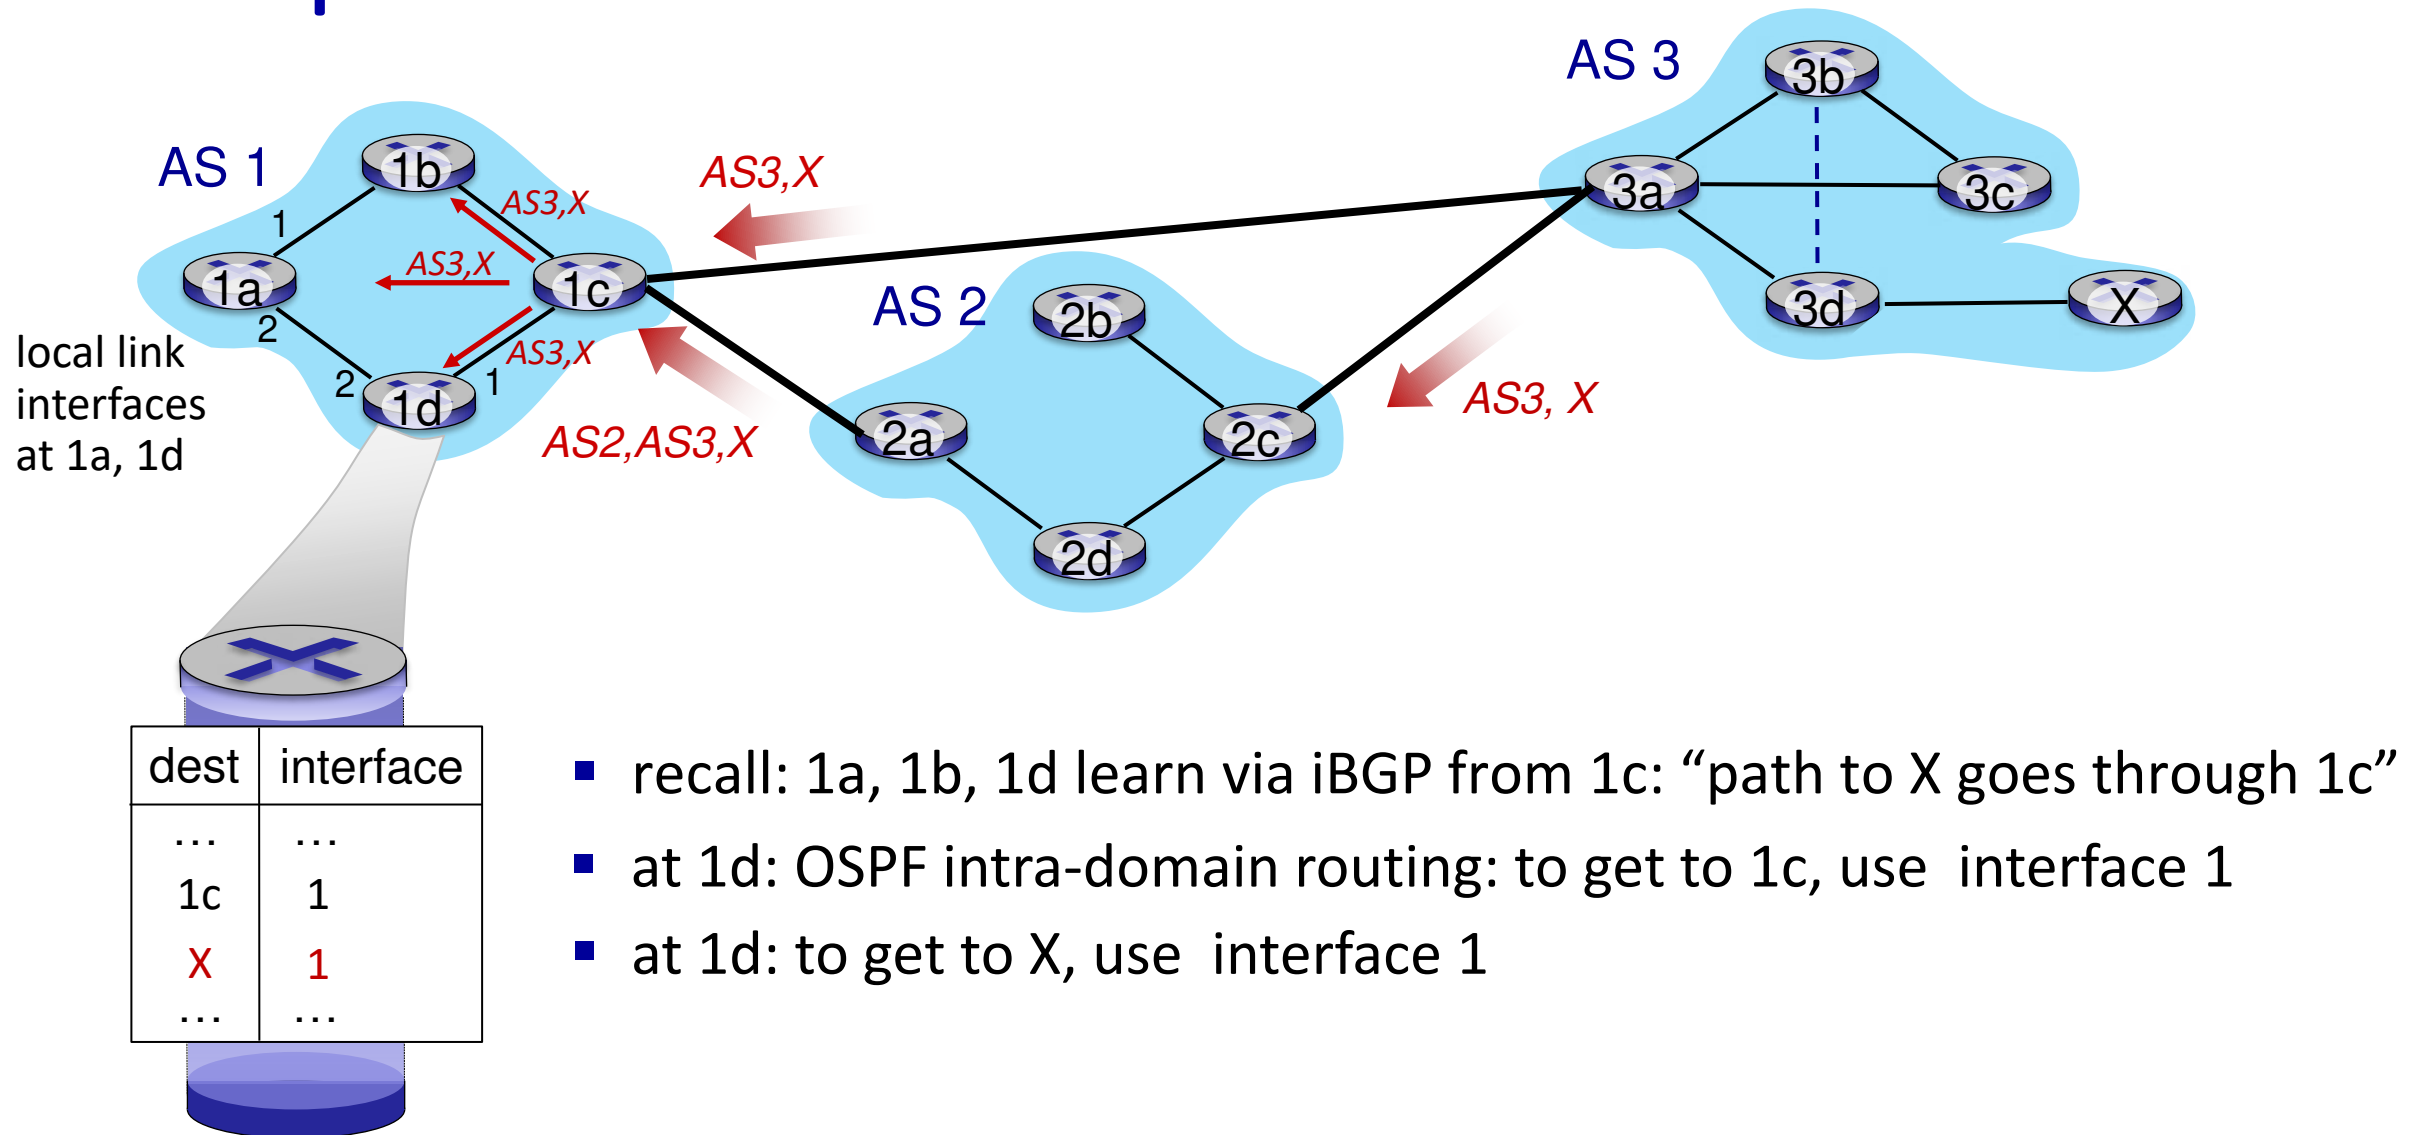 AS 3
3b
AS 1
1b
AS3,X
3a
3c
AS3,X
1
AS3,X
1a
1c
AS 2
2b
3d
X
2
local link
interfaces
at 1a, 1d
AS3,X
2
1
1d
AS3, X
AS2,AS3,X
2a
2c
2d
dest interface
... ...
1c 1
X 1
... ...
recall: 1a, 1b, 1d learn via iBGP from 1c: “path to X goes through 1c”
at 1d: OSPF intra-domain routing: to get to 1c, use interface 1
at 1d: to get to X, use interface 1